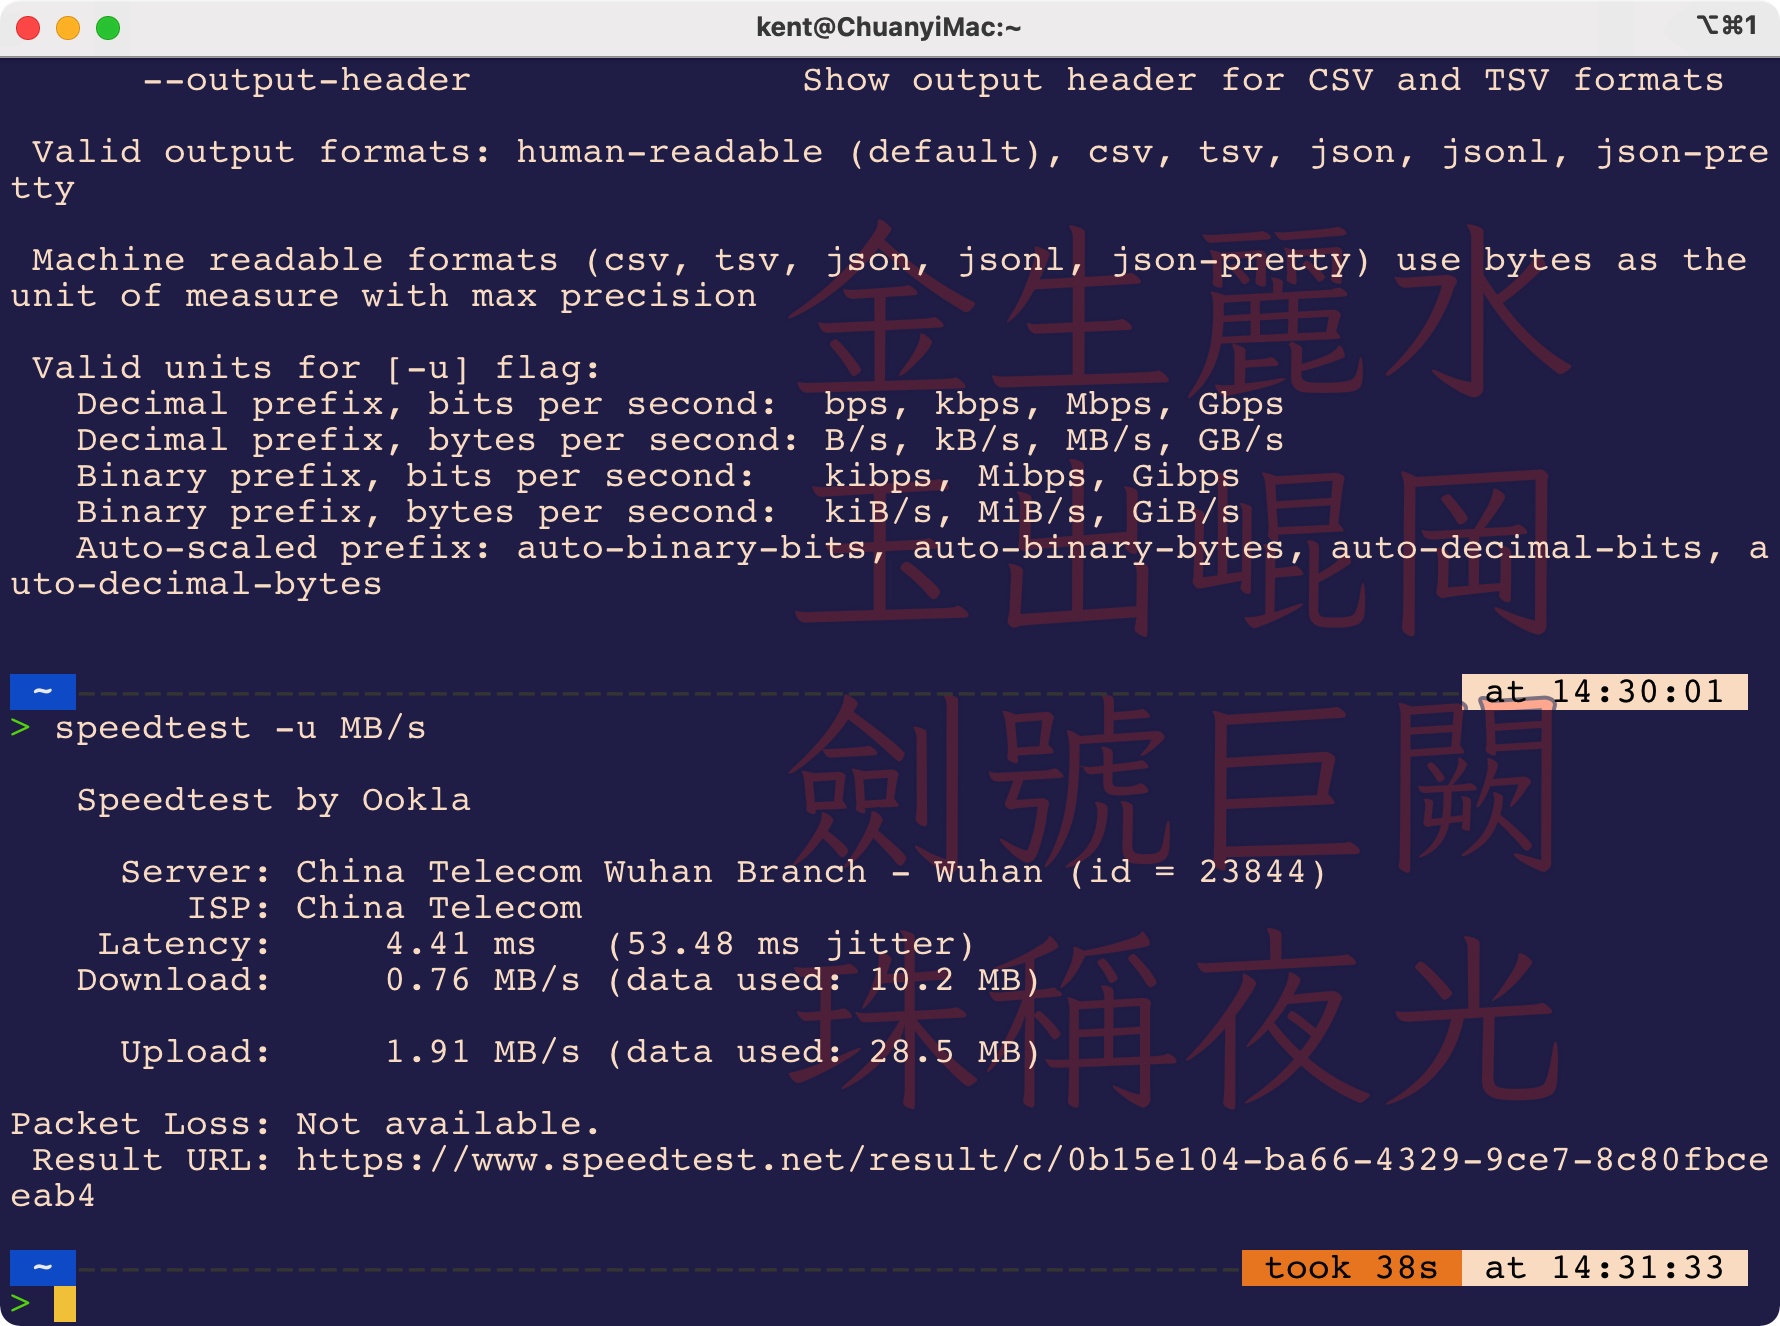 kent@ChuanyiMac:~
⌥⌘1
--output-header Show output header for CSV and TSV formats
Valid output formats: human-readable (default), csv, tsv, json, jsonl, json-pre
tty
Machine readable formats (csv, tsv, json, jsonl, json-pretty) use bytes as the
unit of measure with max precision
Valid units for [-u] flag:
Decimal prefix, bits per second: bps, kbps, Mbps, Gbps
Decimal prefix, bytes per second: B/s, kB/s, MB/s, GB/s
Binary prefix, bits per second: kibps, Mibps, Gibps
Binary prefix, bytes per second: kiB/s, MiB/s, GiB/s
Auto-scaled prefix: auto-binary-bits, auto-binary-bytes, auto-decimal-bits, a
uto-decimal-bytes
~ at 14:30:01
> speedtest -u MB/s
Speedtest by Ookla
Server: China Telecom Wuhan Branch - Wuhan (id = 23844)
ISP: China Telecom
Latency: 4.41 ms (53.48 ms jitter)
Download: 0.76 MB/s (data used: 10.2 MB)
Upload: 1.91 MB/s (data used: 28.5 MB)
Packet Loss: Not available.
Result URL: https://www.speedtest.net/result/c/0b15e104-ba66-4329-9ce7-8c80fbce
eab4
~ took 38s at 14:31:33
>
金生麗水
玉出崐岡
劍號巨闕
珠稱夜光